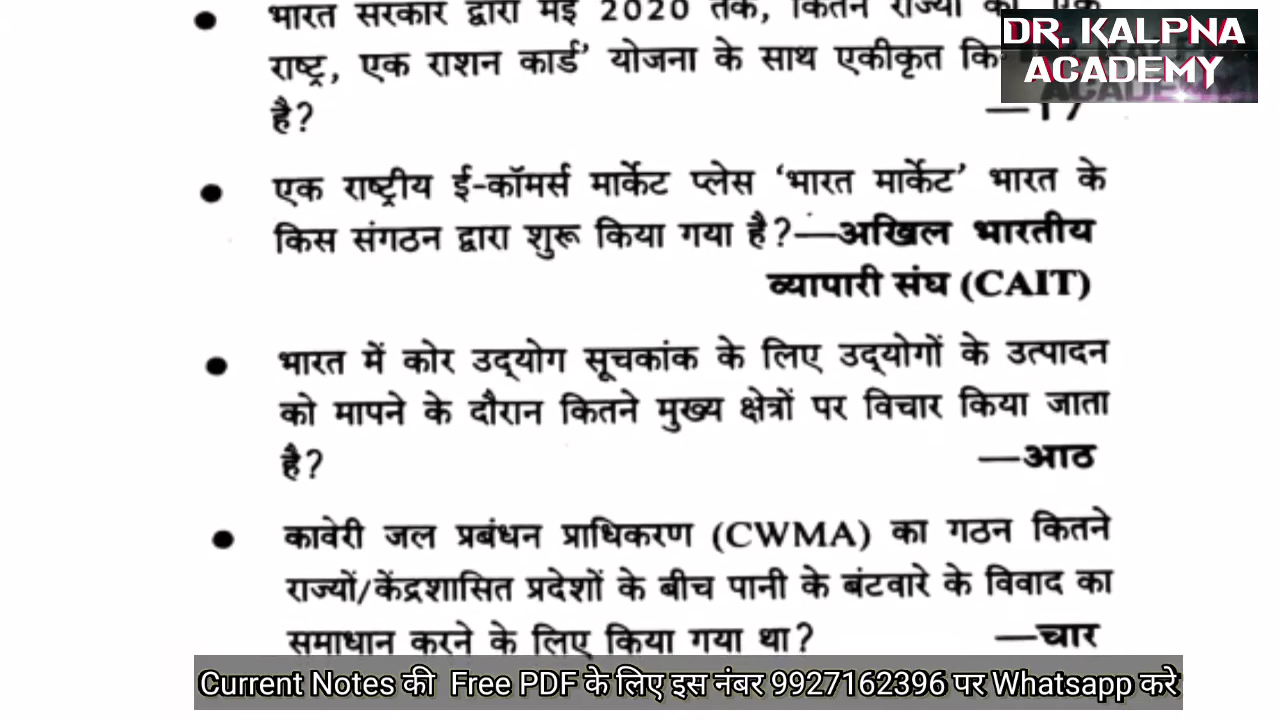 भारत सरकार द्वारा मई 2020 तक, कितने राज्यों को
राष्ट्र, एक राशन कार्ड’ योजना के साथ एकीकृत
है? —17
DR. KALPNA
ACADEMY
● एक राष्ट्रीय ई-कॉमर्स मार्केट प्लेस ‘भारत मार्केट’ भारत के
किस संगठन द्वारा शुरू किया गया है?—अखिल भारतीय
व्यापारी संघ (CAIT)
● भारत में कोर उद्योग सूचकांक के लिए उद्योगों के उत्पादन
को मापने के दौरान कितने मुख्य क्षेत्रों पर विचार किया जाता
है? —आठ
● कावेरी जल प्रबंधन प्राधिकरण (CWMA) का गठन कितने
राज्यों/केंद्रशासित प्रदेशों के बीच पानी के बंटवारे के विवाद का
समाधान करने के लिए किया गया था? —चार
Current Notes की Free PDF के लिए इस नंबर 9927162396 पर Whatsapp करे